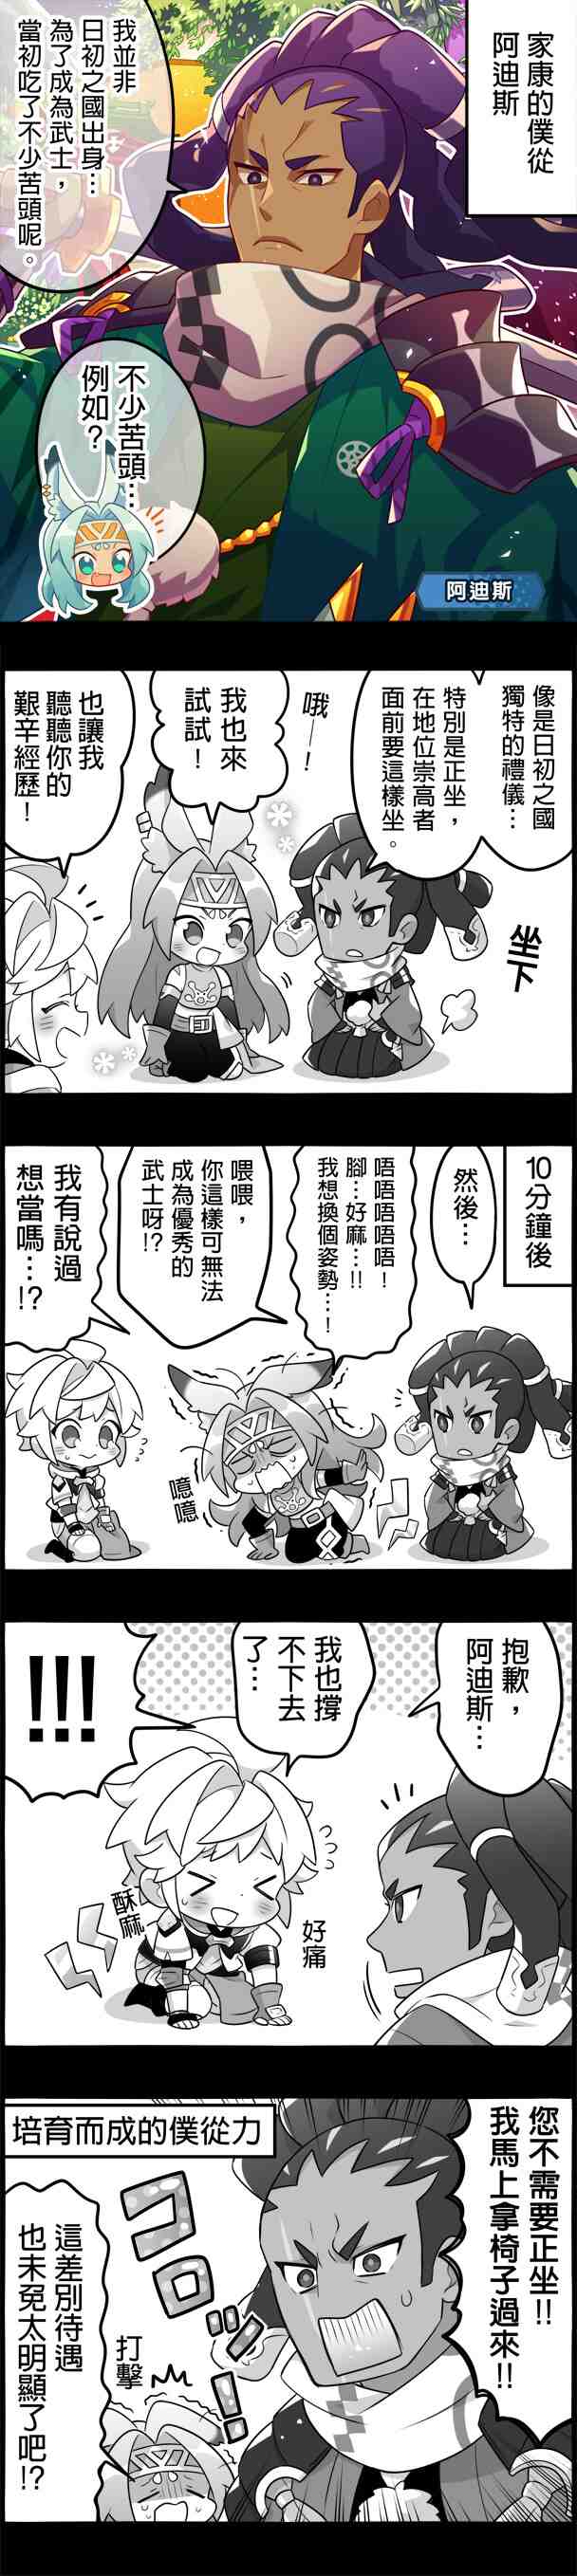 家康的僕從
阿迪斯
我並非
日初之國出身…
為了成為武士，
當初吃了不少苦頭呢。
不少苦頭…
例如？
阿迪斯
像是日初之國
獨特的禮儀…
特別是正坐，
在地位崇高者
面前要這樣坐。
坐下
哦—！
我也來
試試！
也讓我
聽聽你的
艱辛經歷！
10分鐘後
然後…
唔唔唔唔唔！
腳…好麻…!!
我想換個姿勢…！
噫噫
喂喂，
你這樣可無法
成為優秀的
武士呀!?
我有說過
想當嗎…!?
抱歉，
阿迪斯…
我也撐
不下去
了…
好痛
酥麻
!!!
培育而成的僕從力
您不需要正坐!!
我馬上拿椅子過來!!
コロッ!!
打擊
這差別待遇
也未免太明顯了吧!?